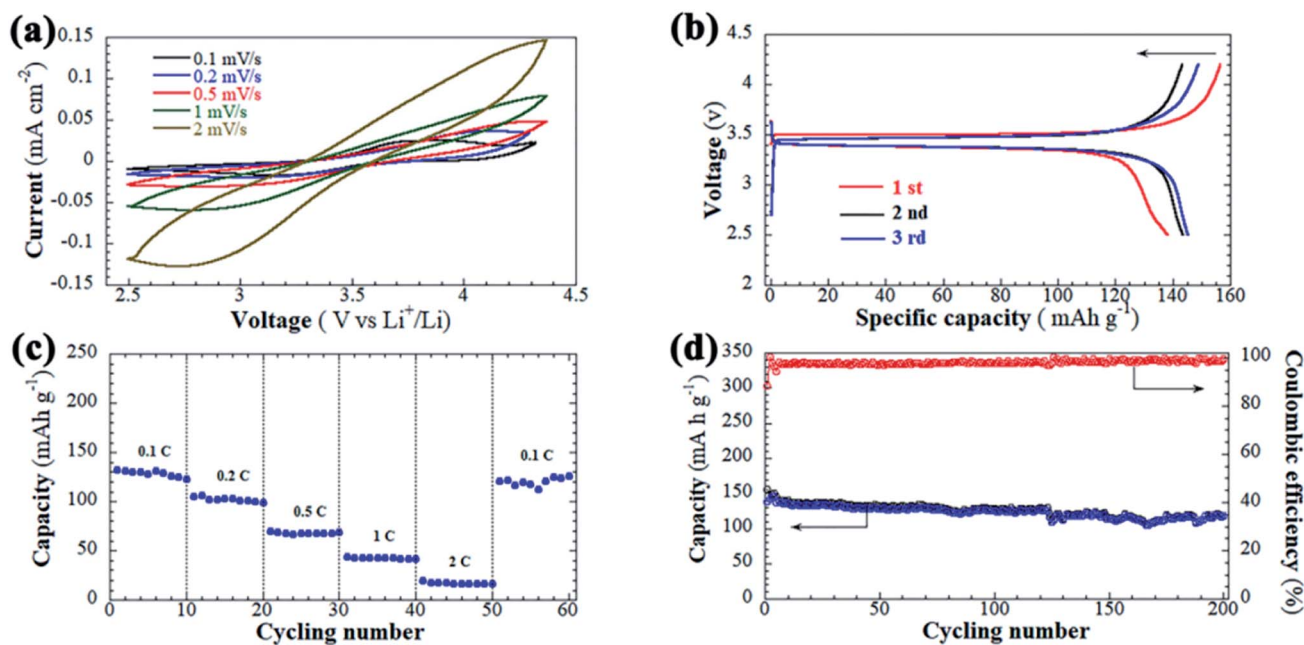 (a)
0.15
0.1
0.05
0
-0.05
-0.1
-0.15
Current (mA cm⁻²)
0.1 mV/s
0.2 mV/s
0.5 mV/s
1 mV/s
2 mV/s
2.5 3 3.5 4 4.5
Voltage ( V vs Li⁺/Li)
(b)
4.5
4
3.5
3
2.5
2
Voltage (v)
1 st
2 nd
3 rd
0 20 40 60 80 100 120 140 160
Specific capacity ( mAh g⁻¹)
(c)
250
200
150
100
50
0
Capacity (mAh g⁻¹)
0.1 C
0.2 C
0.5 C
1 C
2 C
0.1 C
0 10 20 30 40 50 60
Cycling number
(d)
350
300
250
200
150
100
50
0
Capacity (mA h g⁻¹)
100
80
60
40
20
0
Coulombic efficiency (%)
0 50 100 150 200
Cycling number